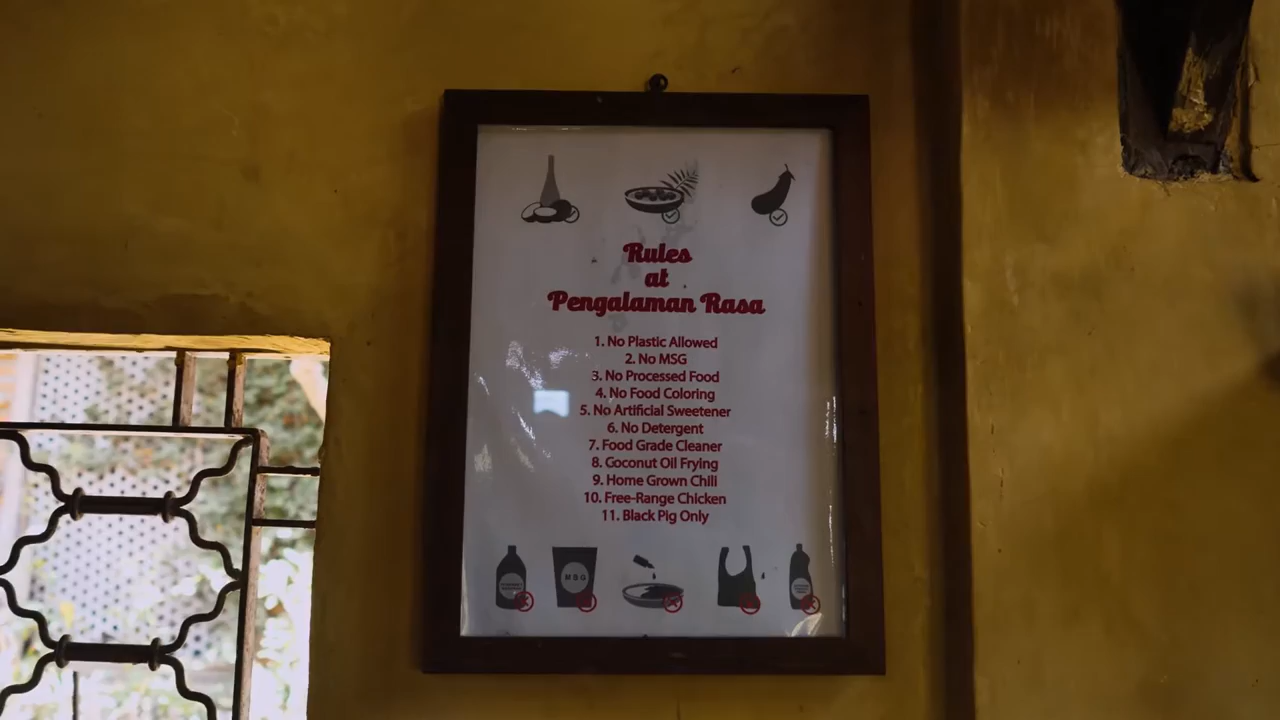 Rules
at
Pengalaman Rasa
1. No Plastic Allowed
2. No MSG
3. No Processed Food
4. No Food Coloring
5. No Artificial Sweetener
6. No Detergent
7. Food Grade Cleaner
8. Coconut Oil Frying
9. Home Grown Chili
10. Free-Range Chicken
11. Black Pig Only
MSG